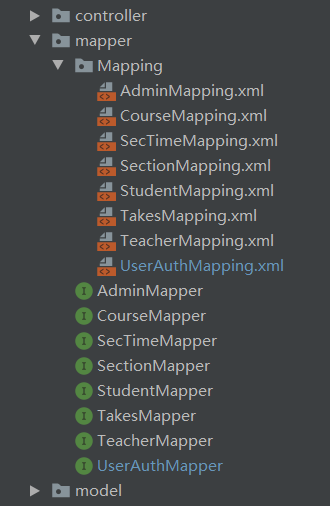 controller
mapper
Mapping
AdminMapping.xml
CourseMapping.xml
SecTimeMapping.xml
SectionMapping.xml
StudentMapping.xml
TakesMapping.xml
TeacherMapping.xml
UserAuthMapping.xml
I AdminMapper
I CourseMapper
I SecTimeMapper
I SectionMapper
I StudentMapper
I TakesMapper
I TeacherMapper
I UserAuthMapper
model